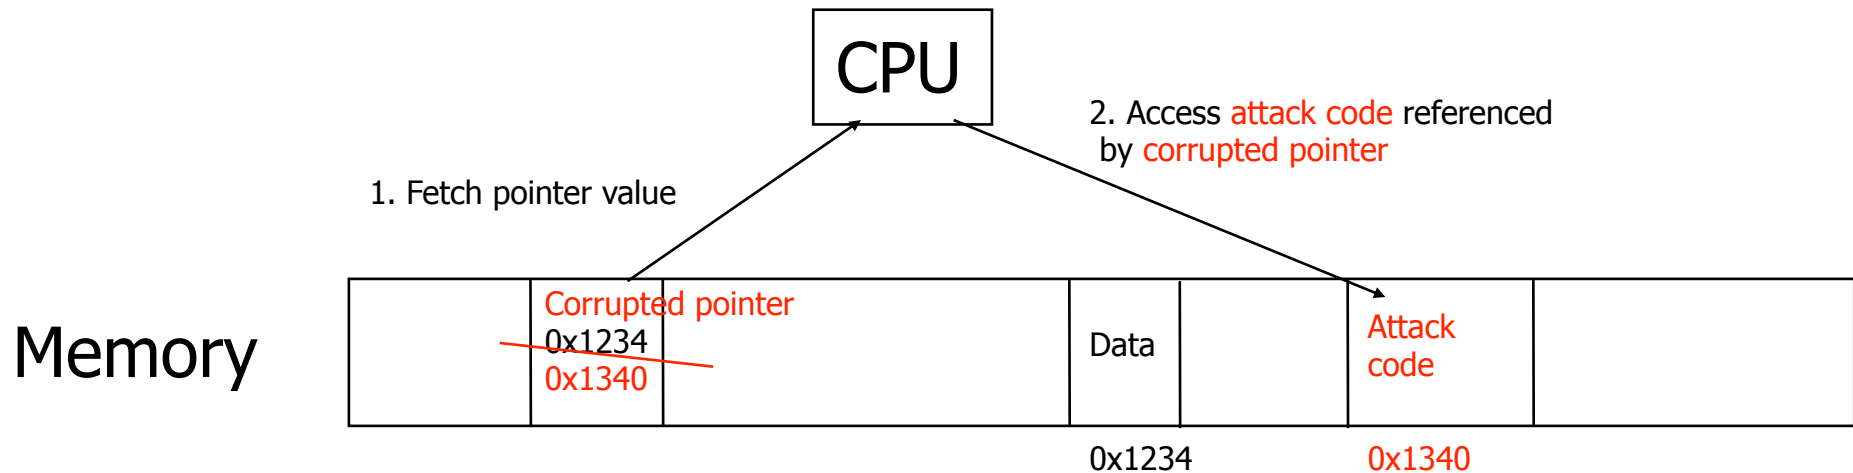 CPU
2. Access attack code referenced
by corrupted pointer
1. Fetch pointer value
Memory
Corrupted pointer
0x1234
0x1340
Data
Attack
code
0x1234
0x1340